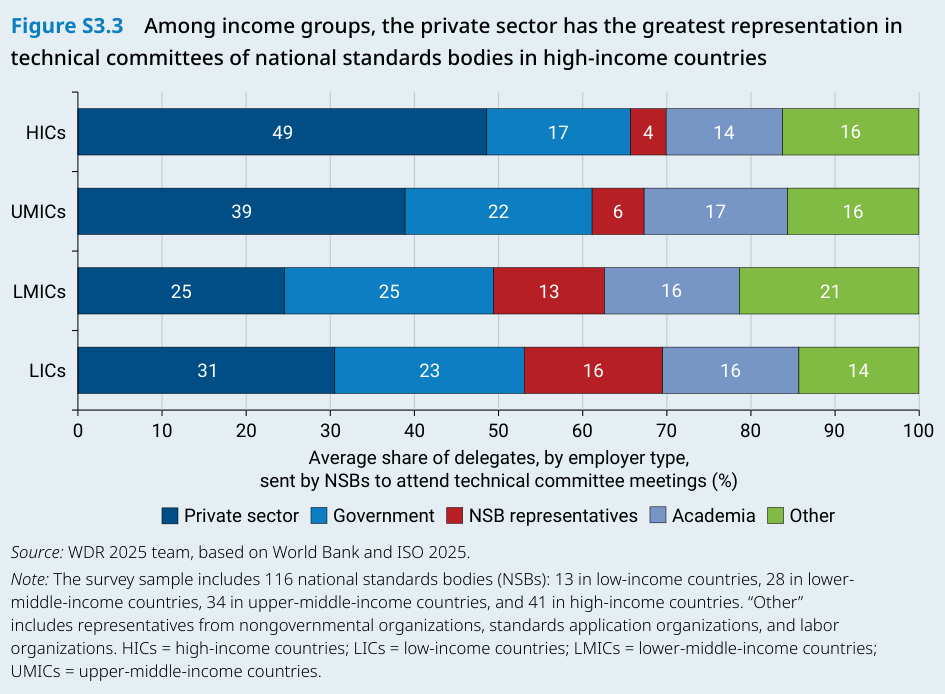 Figure S3.3 Among income groups, the private sector has the greatest representation in
technical committees of national standards bodies in high-income countries
HICs 49 17 4 14 16
UMICs 39 22 6 17 16
LMICs 25 25 13 16 21
LICs 31 23 16 16 14
0 10 20 30 40 50 60 70 80 90 100
Average share of delegates, by employer type,
sent by NSBs to attend technical committee meetings (%)
Private sector Government NSB representatives Academia Other
Source: WDR 2025 team, based on World Bank and ISO 2025.
Note: The survey sample includes 116 national standards bodies (NSBs): 13 in low-income countries, 28 in lower-
middle-income countries, 34 in upper-middle-income countries, and 41 in high-income countries. “Other”
includes representatives from nongovernmental organizations, standards application organizations, and labor
organizations. HICs = high-income countries; LICs = low-income countries; LMICs = lower-middle-income countries;
UMICs = upper-middle-income countries.